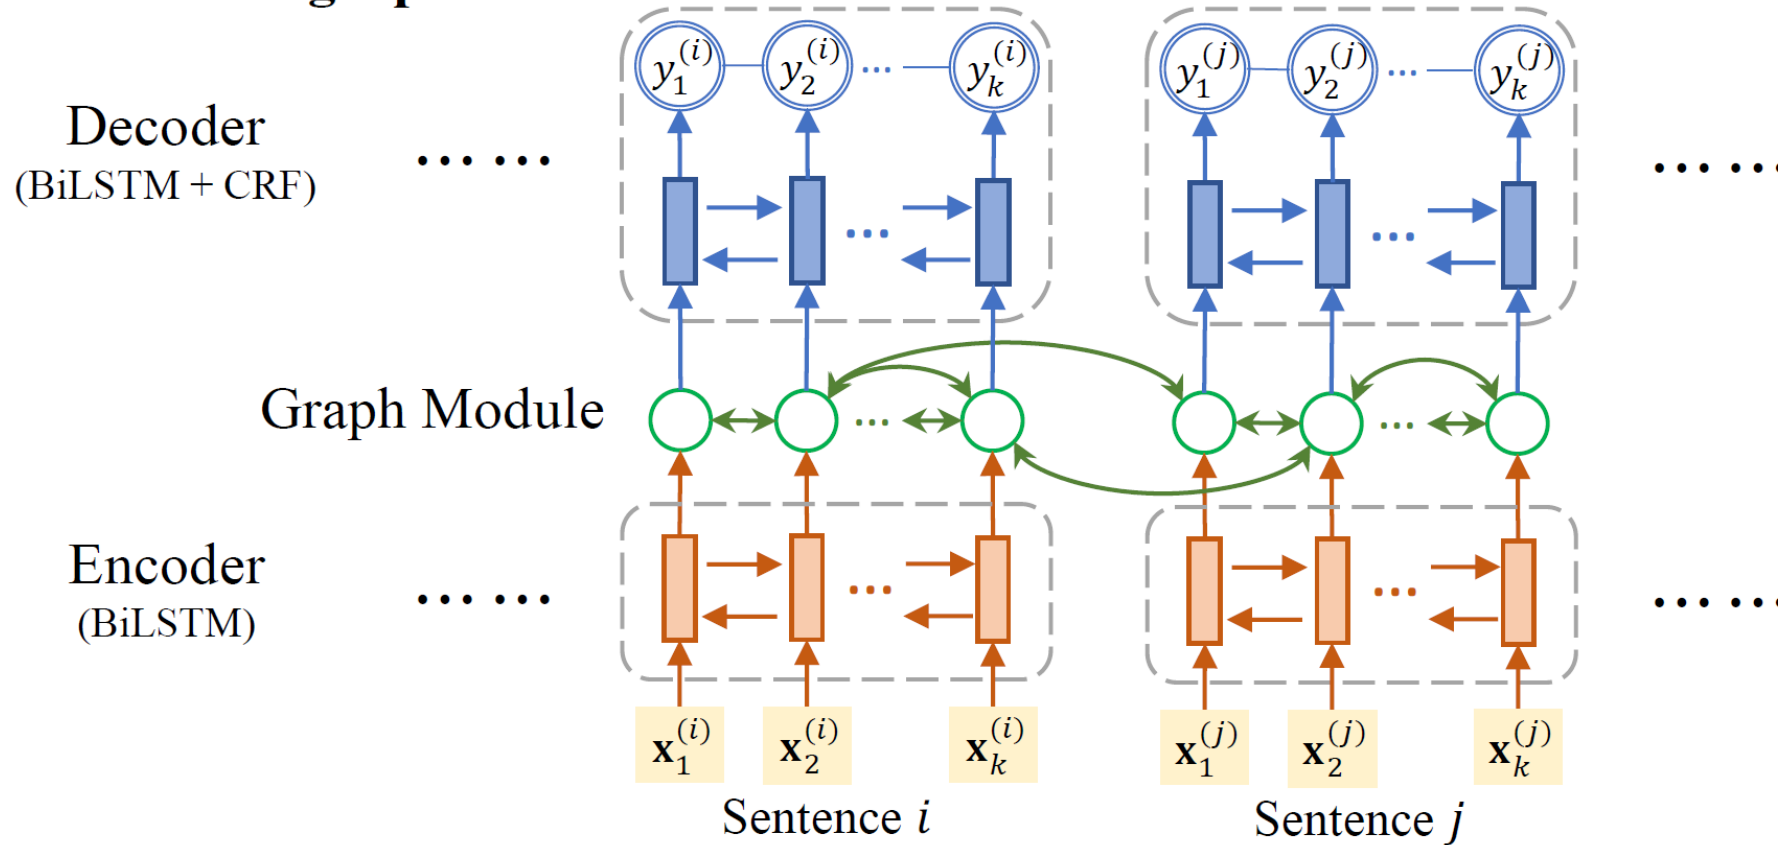 y₁⁽ⁱ⁾ y₂⁽ⁱ⁾ ... yₖ⁽ⁱ⁾ y₁⁽ʲ⁾ y₂⁽ʲ⁾ ... yₖ⁽ʲ⁾
Decoder
(BiLSTM + CRF)
... ... ... ...
... ...
Graph Module
... ...
Encoder
(BiLSTM)
... ... ... ...
... ...
x₁⁽ⁱ⁾ x₂⁽ⁱ⁾ xₖ⁽ⁱ⁾ x₁⁽ʲ⁾ x₂⁽ʲ⁾ xₖ⁽ʲ⁾
Sentence i
Sentence j